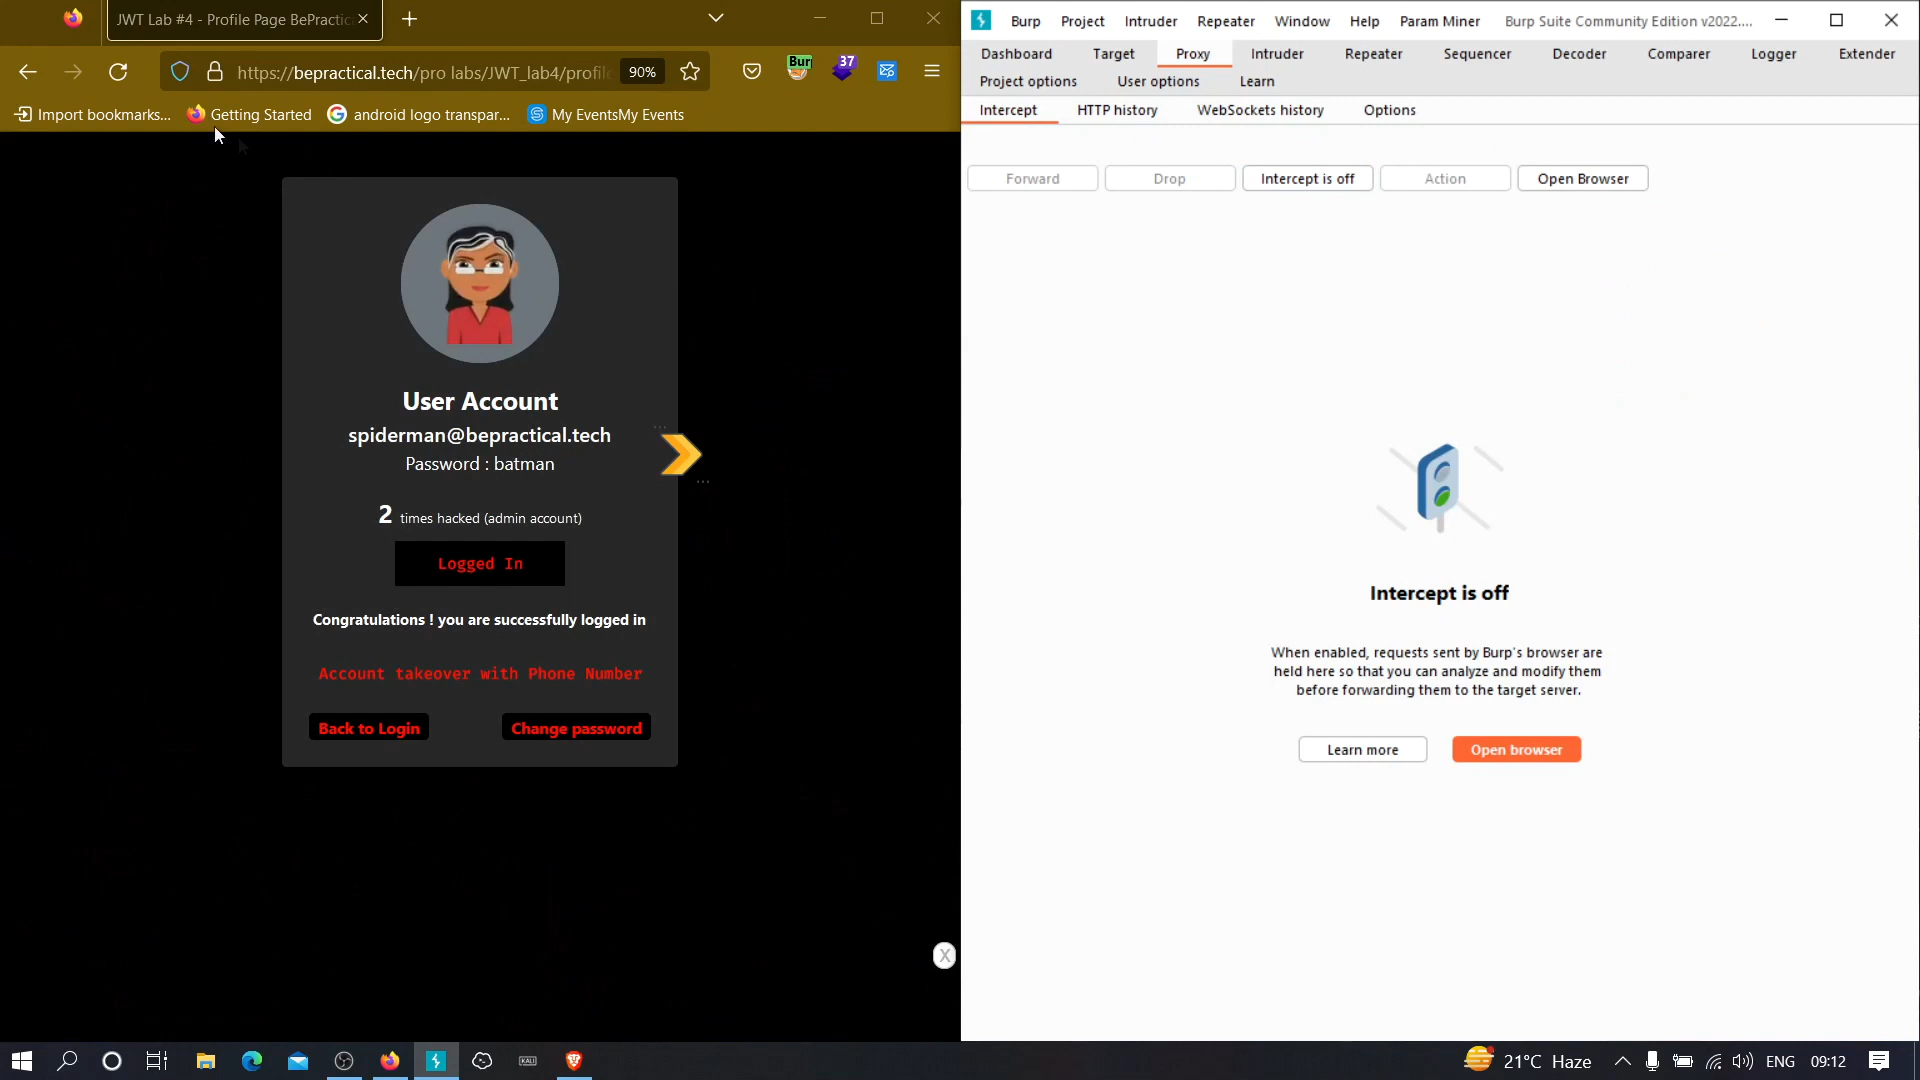 JWT Lab #4 - Profile Page BePractic
https://bepractical.tech/pro labs/JWT_lab4/profile
90%
Bur
37
Import bookmarks...
Getting Started
android logo transpar...
My EventsMy Events
User Account
spiderman@bepractical.tech
Password : batman
2 times hacked (admin account)
Logged In
Congratulations ! you are successfully logged in
Account takeover with Phone Number
Back to Login
Change password
X
Burp Project Intruder Repeater Window Help Param Miner Burp Suite Community Edition v2022....
Dashboard Target Proxy Intruder Repeater Sequencer Decoder Comparer Logger Extender
Project options User options Learn
Intercept HTTP history WebSockets history Options
Forward Drop Intercept is off Action Open Browser
Intercept is off
When enabled, requests sent by Burp's browser are
held here so that you can analyze and modify them
before forwarding them to the target server.
Learn more Open browser
KALI
21°C Haze
ENG
09:12